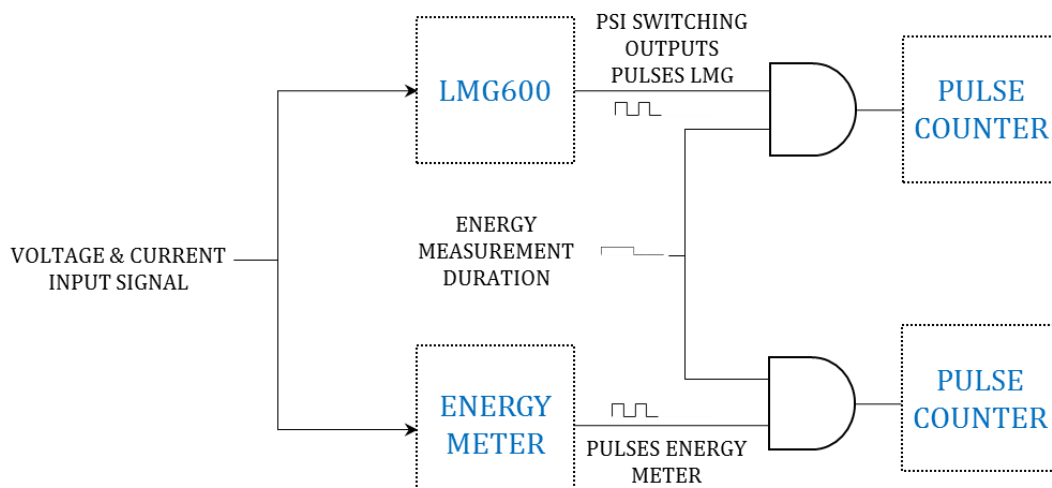 PSI SWITCHING
OUTPUTS
PULSES LMG
LMG600
PULSE
COUNTER
ENERGY
MEASUREMENT
DURATION
VOLTAGE & CURRENT
INPUT SIGNAL
ENERGY
METER
PULSES ENERGY
METER
PULSE
COUNTER